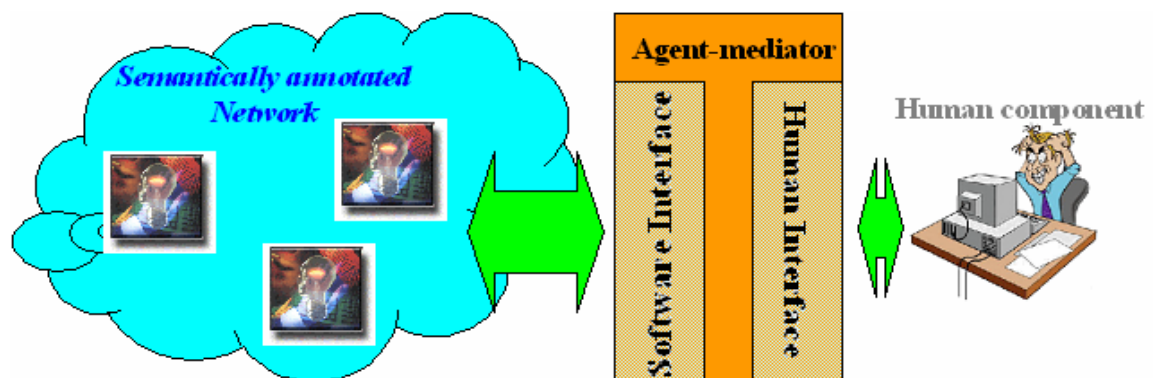 Semantically annotated
Network
Agent-mediator
Software Interface
Human Interface
Human component